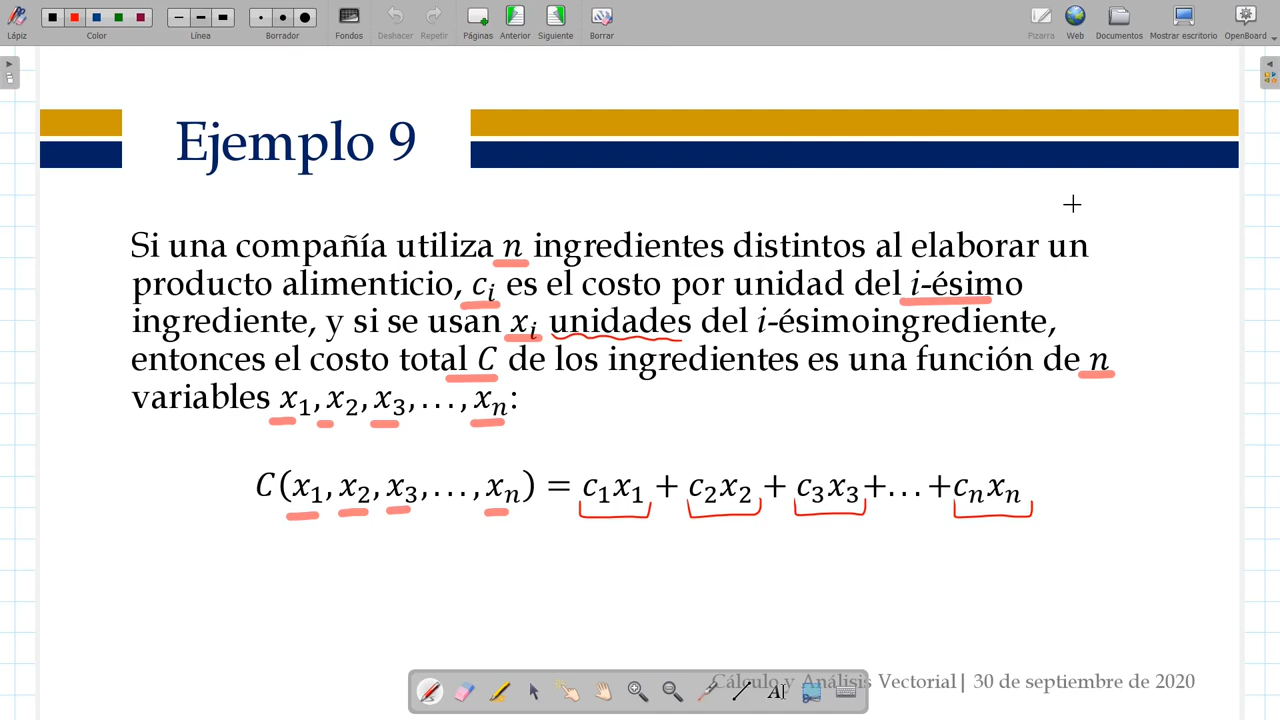 Lápiz Color Línea Borrador Fondos Deshacer Repetir Páginas Anterior Siguiente Borrar Pizarra Web Documentos Mostrar escritorio OpenBoard
Ejemplo 9
Si una compañía utiliza n ingredientes distintos al elaborar un
producto alimenticio, cᵢ es el costo por unidad del i-ésimo
ingrediente, y si se usan xᵢ unidades del i-ésimoingrediente,
entonces el costo total C de los ingredientes es una función de n
variables x₁, x₂, x₃, . . . , xₙ:
C(x₁, x₂, x₃, . . . , xₙ) = c₁x₁ + c₂x₂ + c₃x₃+. . . +cₙxₙ
Cálculo y Análisis Vectorial| 30 de septiembre de 2020